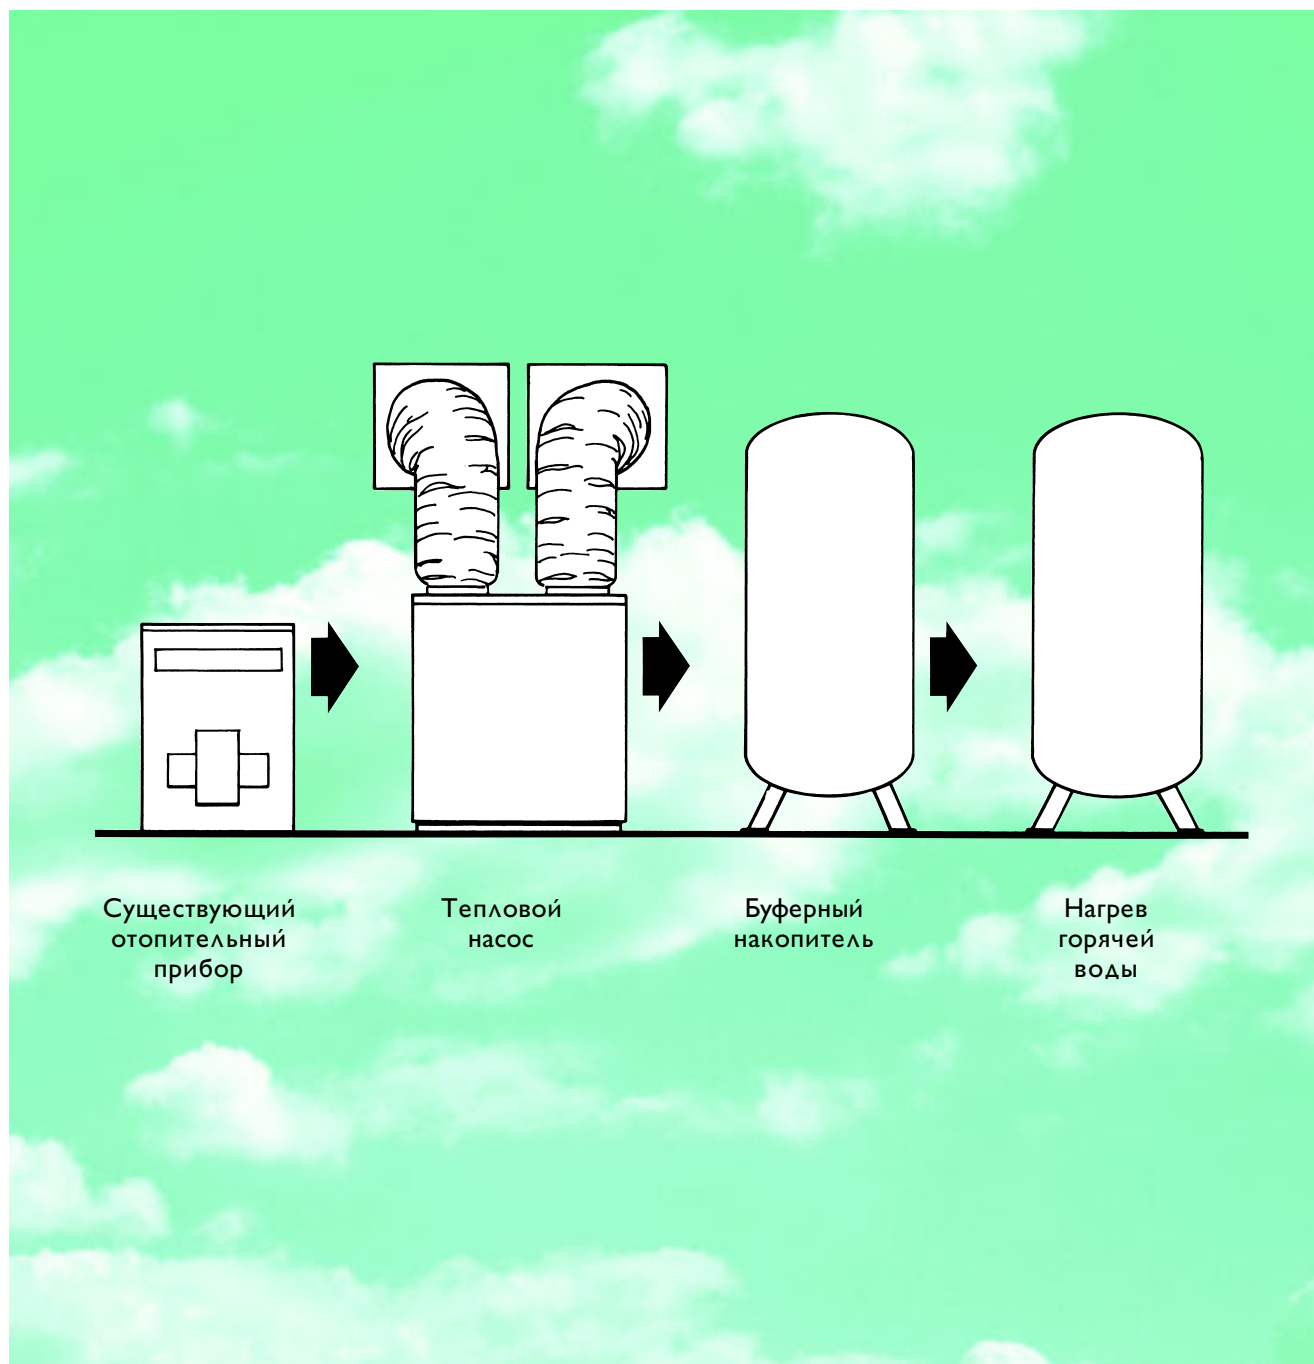 Существующий
отопительный
прибор
Тепловой
насос
Буферный
накопитель
Нагрев
горячей
воды